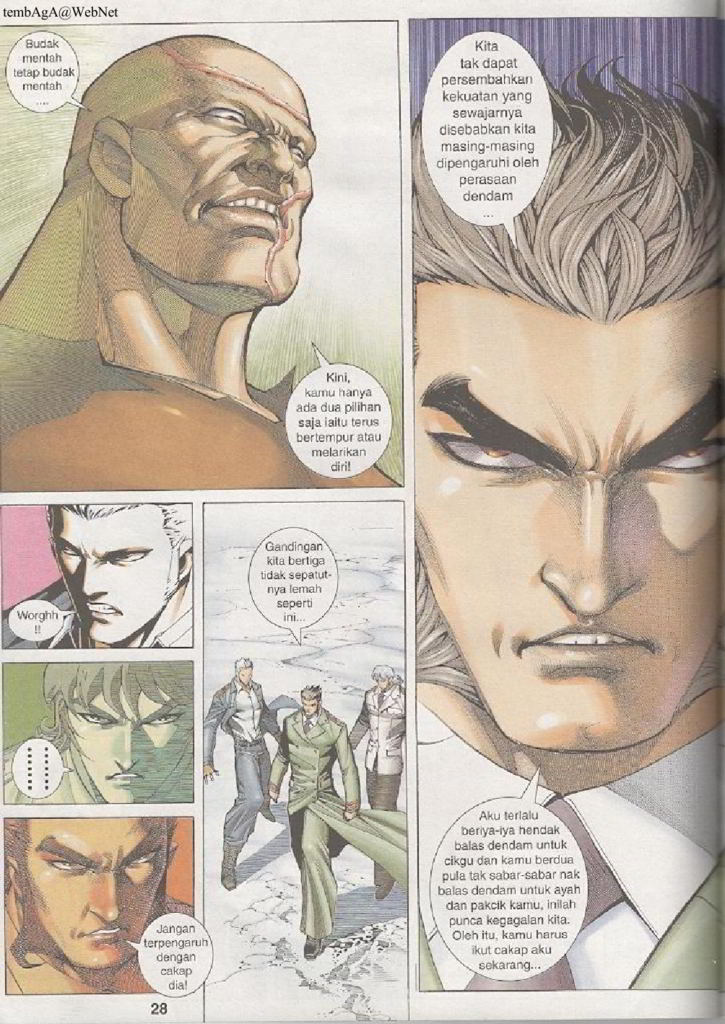 tembAgA@WebNet
Budak
mentah
tetap budak
mentah
....
Kini,
kamu hanya
ada dua pilihan
saja iaitu terus
bertempur atau
melarikan
diri!
Worghh
!!
Jangan
terpengaruh
dengan
cakap
dia!
Gandingan
kita bertiga
tidak sepatut-
nya lemah
seperti
ini...
Kita
tak dapat
persembahkan
kekuatan yang
sewajarnya
disebabkan kita
masing-masing
dipengaruhi oleh
perasaan
dendam
...
Aku terlalu
beriya-iya hendak
balas dendam untuk
cikgu dan kamu berdua
pula tak sabar-sabar nak
balas dendam untuk ayah
dan pakcik kamu, inilah
punca kegagalan kita.
Oleh itu, kamu harus
ikut cakap aku
sekarang...
28